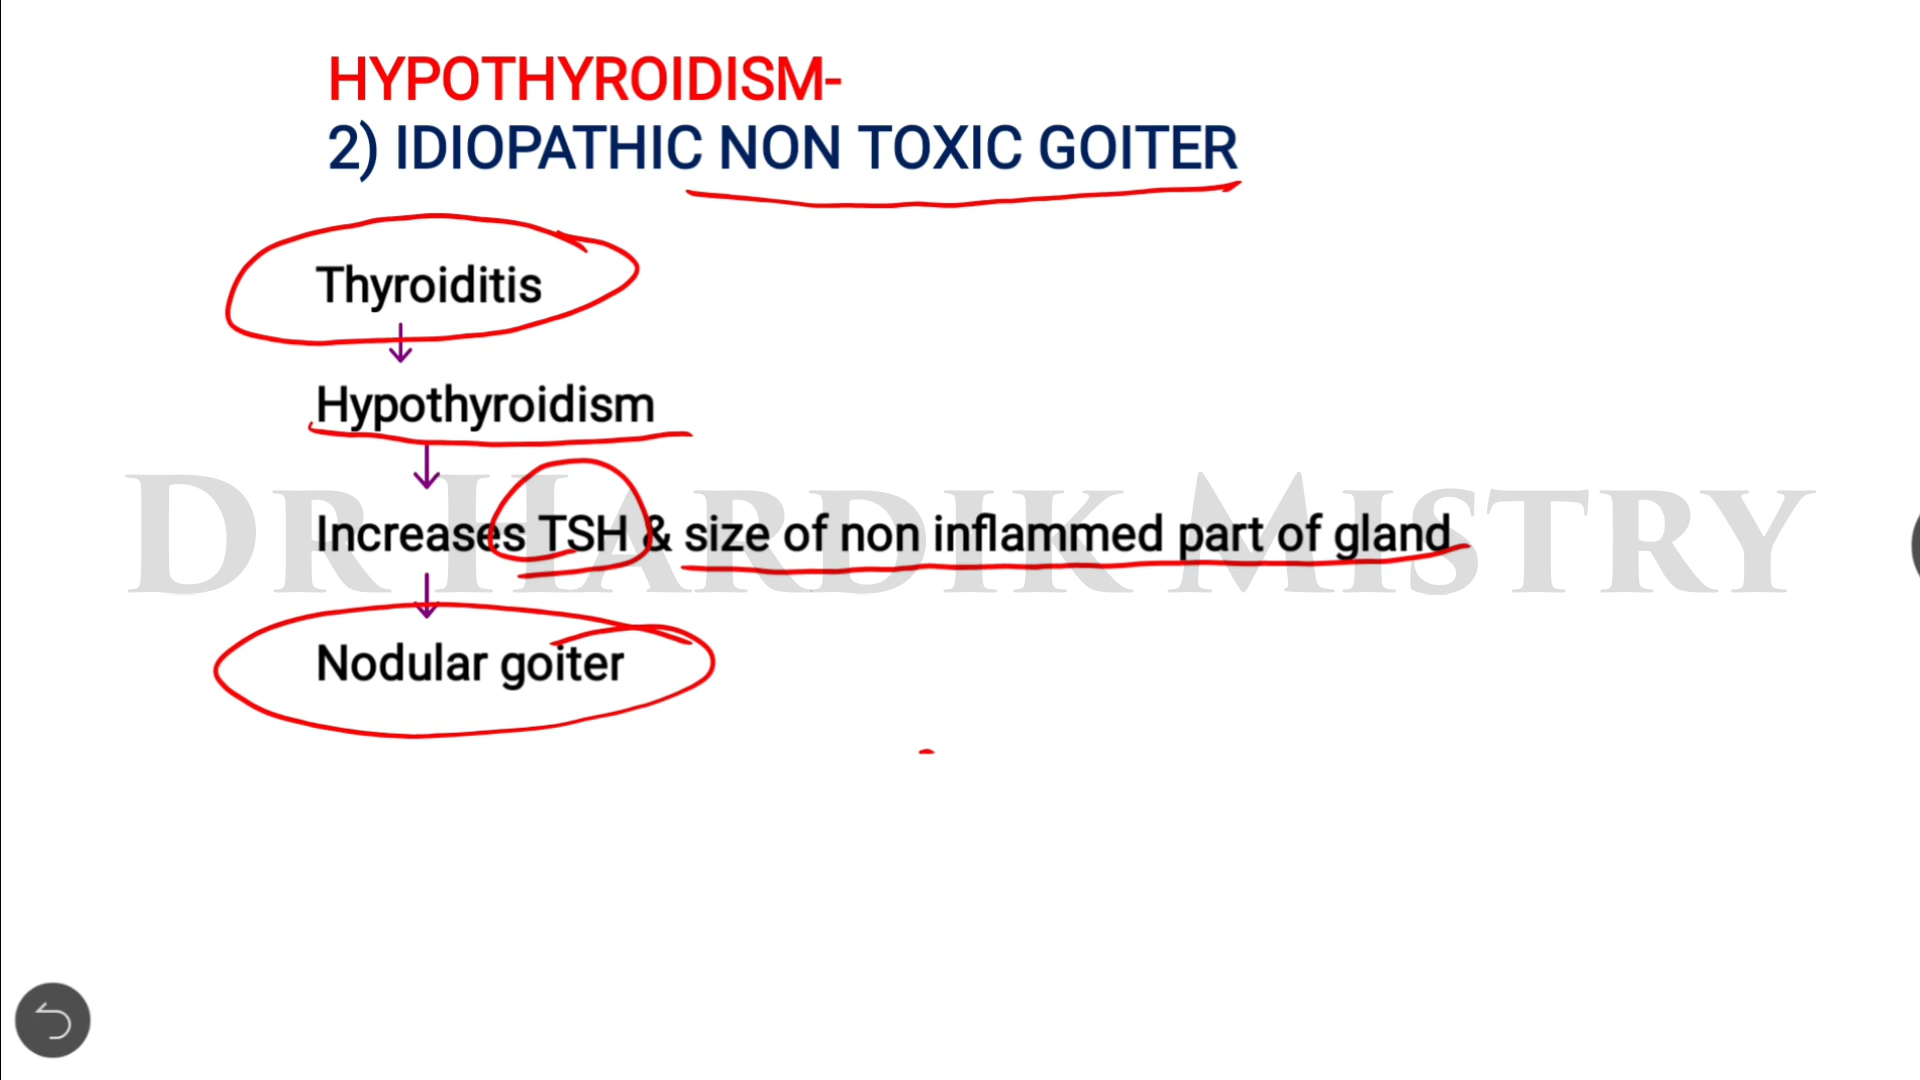 HYPOTHYROIDISM-
2) IDIOPATHIC NON TOXIC GOITER
Thyroiditis
Hypothyroidism
Increases TSH & size of non inflammed part of gland
DR HARDIK MISTRY
Nodular goiter